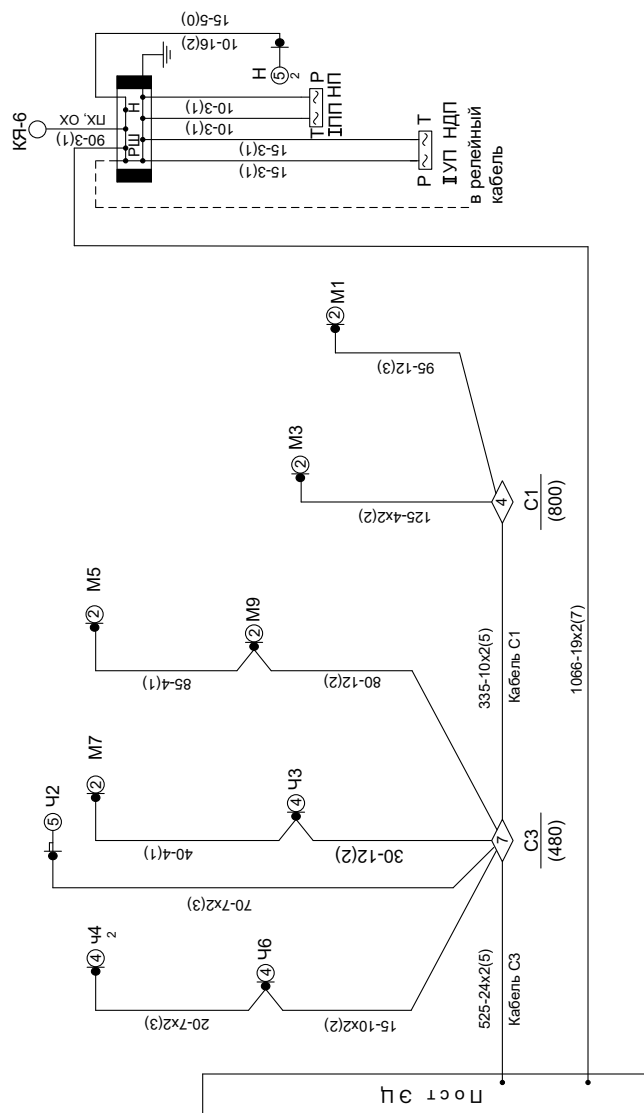 15-5(0)
10-16(2)
КЯ-6
ПХ, ОХ
90-3(1)
Н
РШ
Н
5
2
10-3(1)
10-3(1)
Т
Р
IПП НП
15-3(1)
15-3(1)
Р
Т
IУП НДП
в релейный
кабель
2
М1
95-12(3)
2
М3
125-4х2(2)
4
С1
(800)
2
М5
2
М9
85-4(1)
80-12(2)
335-10х2(5)
Кабель С1
1066-19х2(7)
2
М7
4
Ч3
40-4(1)
30-12(2)
5
Ч2
70-7х2(3)
7
С3
(480)
4
ч4
2
4
Ч6
20-7х2(3)
15-10х2(2)
525-24х2(5)
Кабель С3
Пост ЭЦ